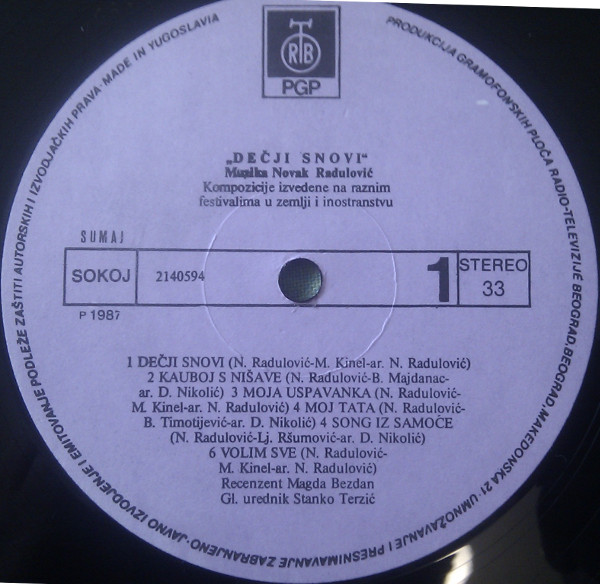 RTB
PGP
MADE IN YUGOSLAVIA
PRODUKCIJA GRAMOFONSKIH PLOČA RADIO-TELEVIZIJE BEOGRAD, BEOGRAD, MAKEDONSKA 21· UMNOŽAVANJE I PRESNIMAVANJE ZABRANJENO·JAVNO IZVODJENJE I EMITOVANJE PODLEŽE ZAŠTITI AUTORSKIH I IZVODJAČKIH PRAVA·
„DEČJI SNOVI“
Muzika Novak Radulović
Kompozicije izvedene na raznim
festivalima u zemlji i inostranstvu
SUMAJ
SOKOJ 2140594 1 STEREO
33
P 1987
1 DEČJI SNOVI (N. Radulović-M. Kinel-ar. N. Radulović)
2 KAUBOJ S NIŠAVE (N. Radulović-B. Majdanac-
ar. D. Nikolić) 3 MOJA USPAVANKA (N. Radulović-
M. Kinel-ar. N. Radulović) 4 MOJ TATA (N. Radulović-
B. Timotijević-ar. D. Nikolić) 4 SONG IZ SAMOĆE
(N. Radulović-Lj. Ršumović-ar. D. Nikolić)
6 VOLIM SVE (N. Radulović-
M. Kinel-ar. N. Radulović)
Recenzent Magda Bezdan
Gl. urednik Stanko Terzić